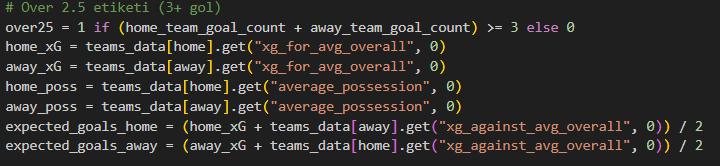 # Over 2.5 etiketi (3+ gol)
over25 = 1 if (home_team_goal_count + away_team_goal_count) >= 3 else 0
home_xG = teams_data[home].get("xg_for_avg_overall", 0)
away_xG = teams_data[away].get("xg_for_avg_overall", 0)
home_poss = teams_data[home].get("average_possession", 0)
away_poss = teams_data[away].get("average_possession", 0)
expected_goals_home = (home_xG + teams_data[away].get("xg_against_avg_overall", 0)) / 2
expected_goals_away = (away_xG + teams_data[home].get("xg_against_avg_overall", 0)) / 2